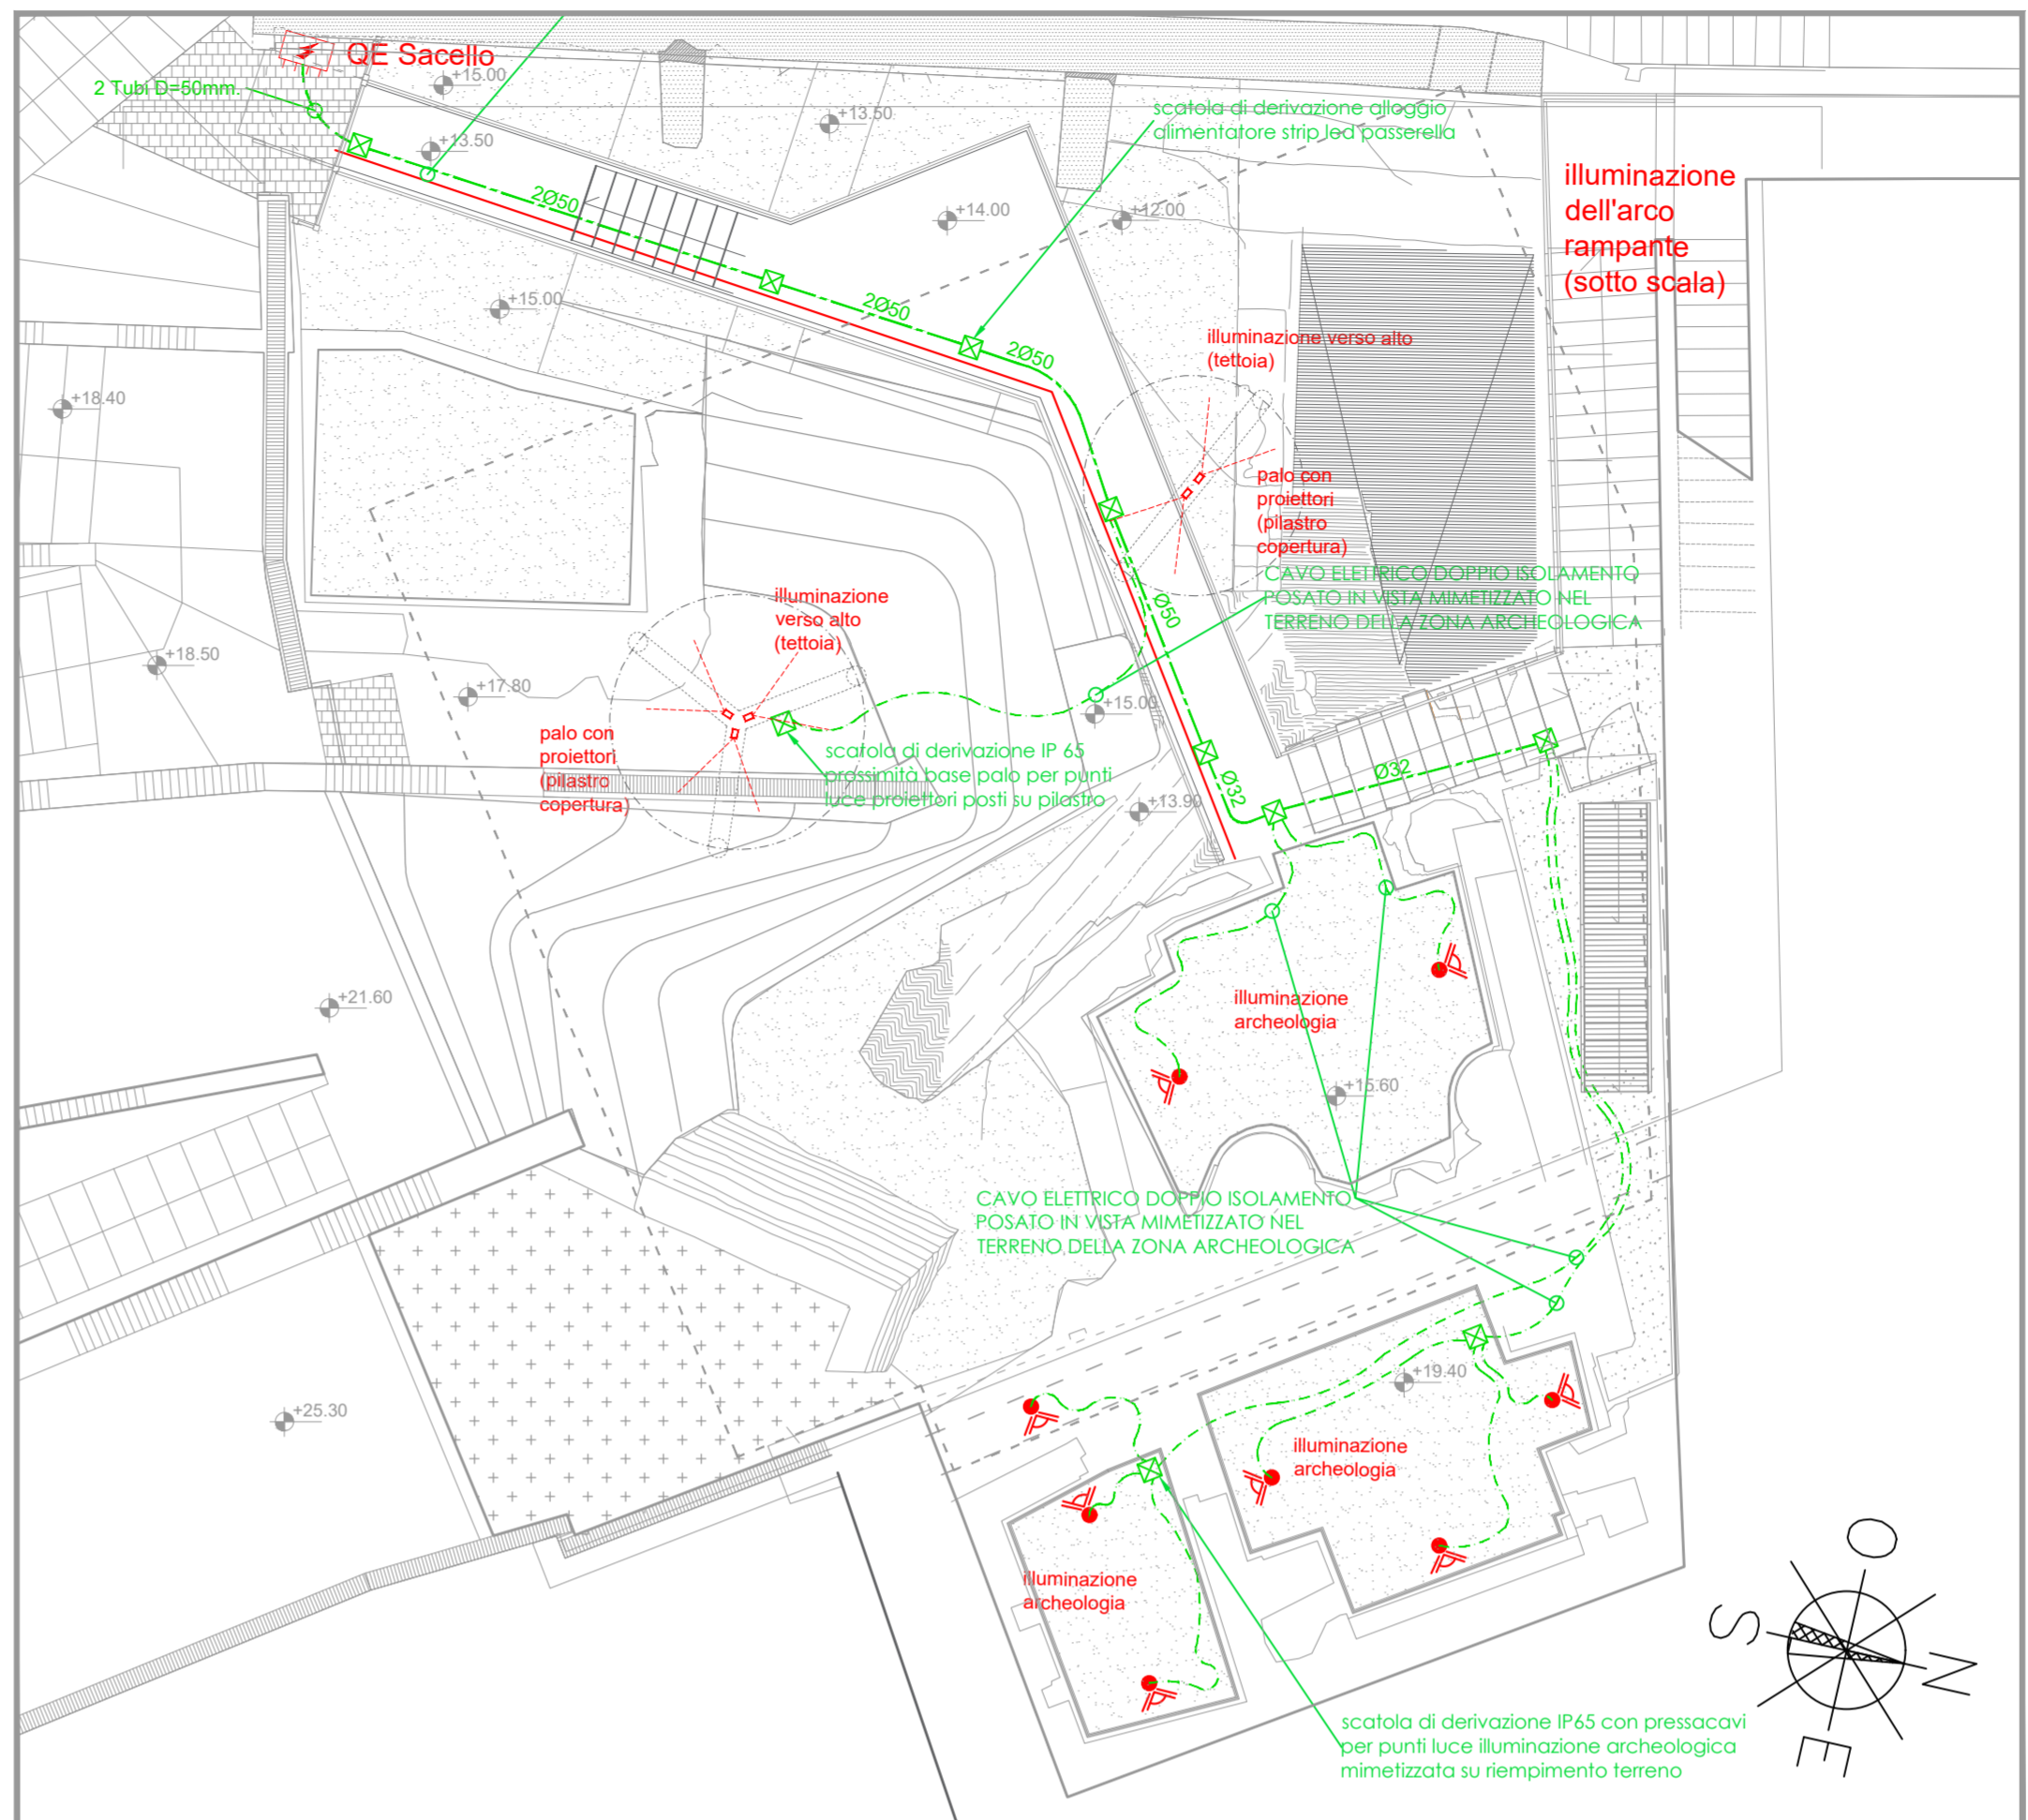 QE Sacello
2 Tubi D=50mm.
+15.00
+13.50
+13.50
scatola di derivazione alloggio
alimentatore strip led passerella
illuminazione
dell'arco
rampante
(sotto scala)
2Ø50
+14.00
+12.00
+15.00
2Ø50
2Ø50
illuminazione verso alto
(tettoia)
+18.40
palo con
proiettori
(pilastro
copertura)
CAVO ELETTRICO DOPPIO ISOLAMENTO
POSATO IN VISTA MIMETIZZATO NEL
TERRENO DELLA ZONA ARCHEOLOGICA
Ø50
illuminazione
verso alto
(tettoia)
+18.50
+17.80
+15.00
palo con
proiettori
(pilastro
copertura)
scatola di derivazione IP 65
prossimità base palo per punti
luce proiettori posti su pilastro
Ø32
Ø32
+13.90
+21.60
illuminazione
archeologia
+15.60
CAVO ELETTRICO DOPPIO ISOLAMENTO
POSATO IN VISTA MIMETIZZATO NEL
TERRENO DELLA ZONA ARCHEOLOGICA
+19.40
+25.30
illuminazione
archeologia
illuminazione
archeologia
O
S
N
E
scatola di derivazione IP65 con pressacavi
per punti luce illuminazione archeologica
mimetizzata su riempimento terreno